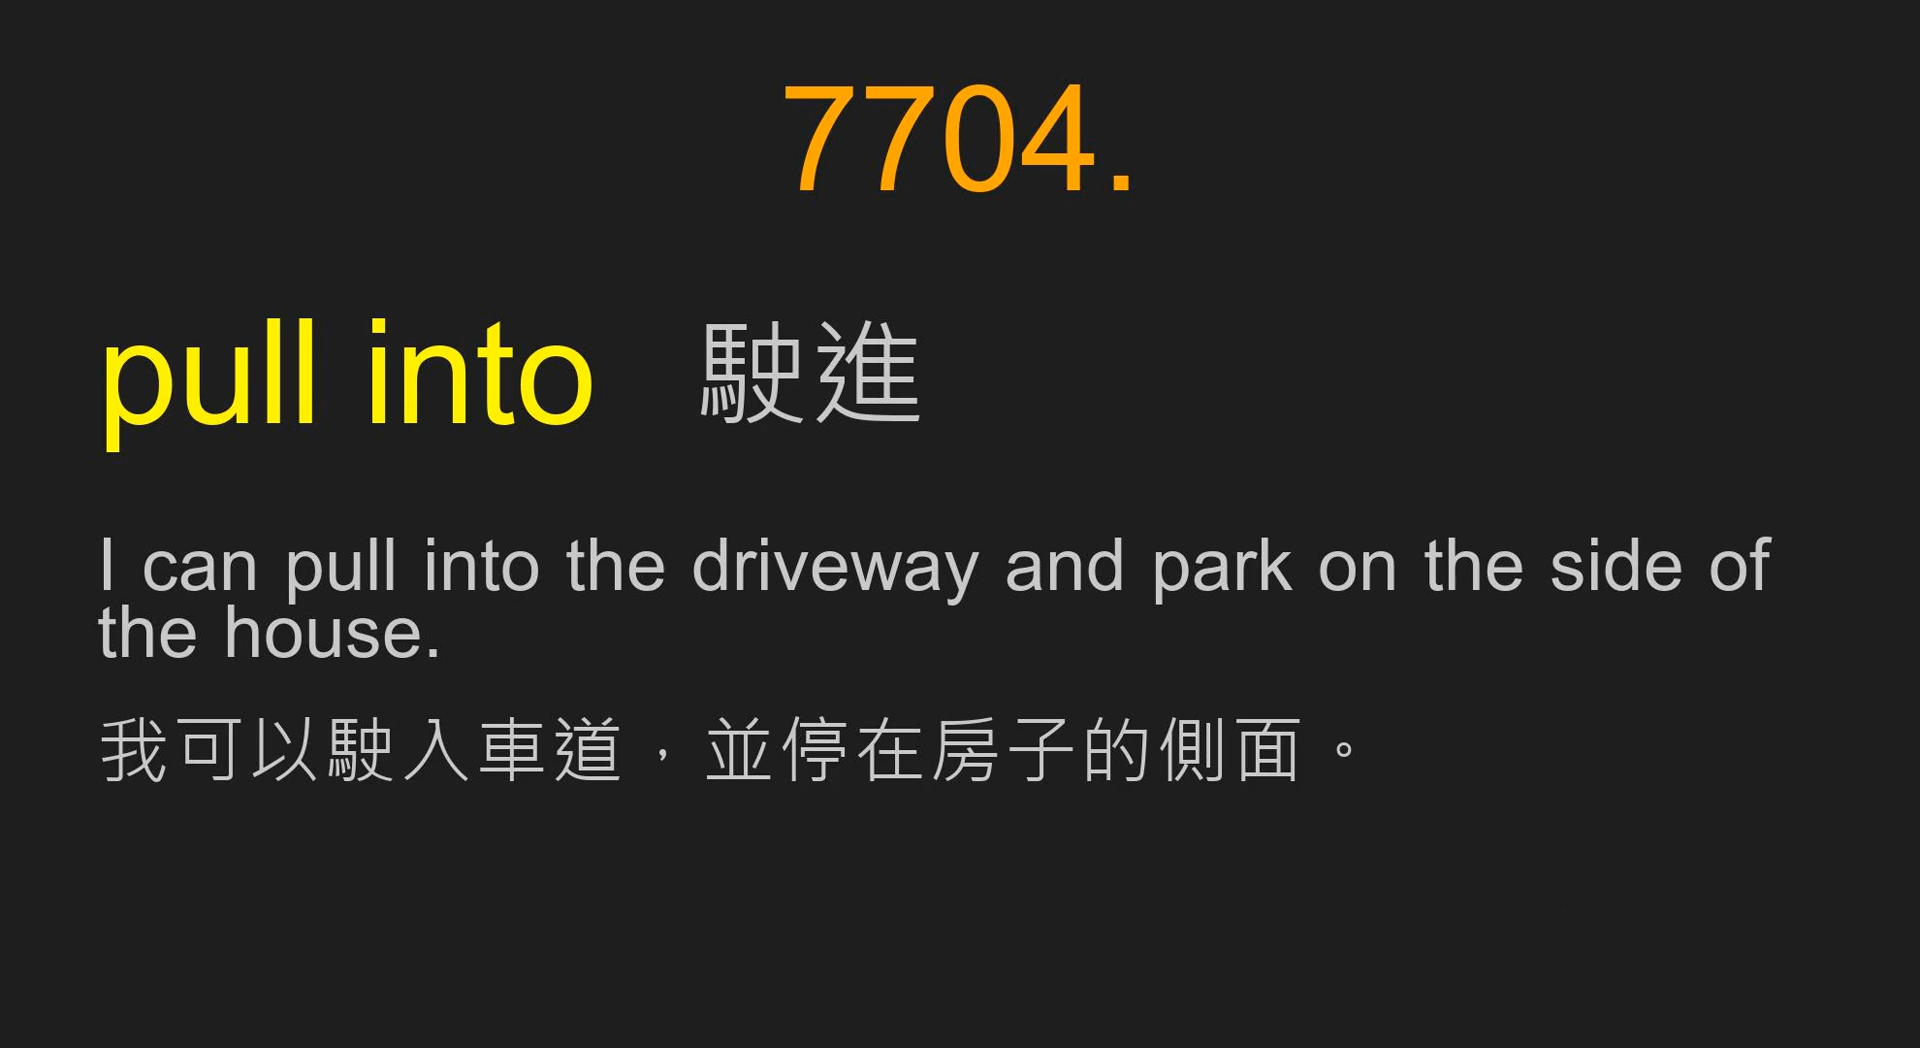 7704.
pull into 駛進
I can pull into the driveway and park on the side of
the house.
我可以駛入車道，並停在房子的側面。